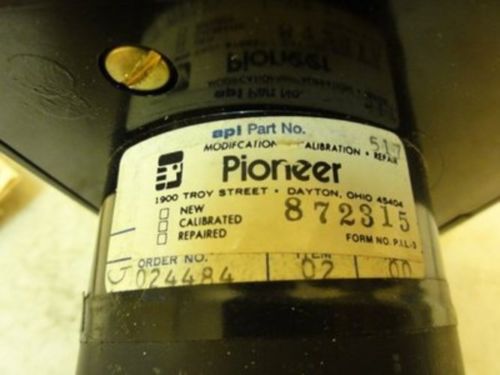 api Part No.
MODIFICATION CALIBRATION • REPAIR 517
Pioneer
1900 TROY STREET • DAYTON, OHIO 45404
NEW
CALIBRATED
REPAIRED
872315
FORM NO. P.I.L.-3
ORDER NO. ITEM
024484 02 00